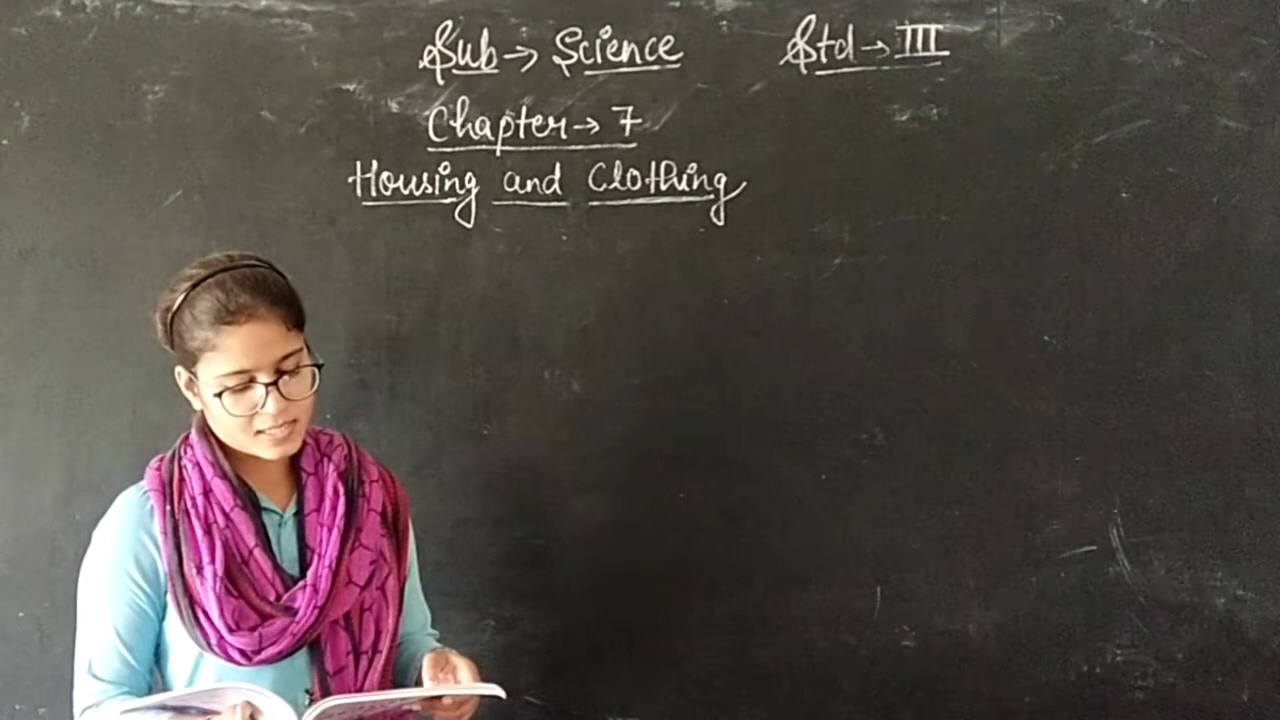 Sub → Science Std → III
Chapter → 7
Housing and Clothing